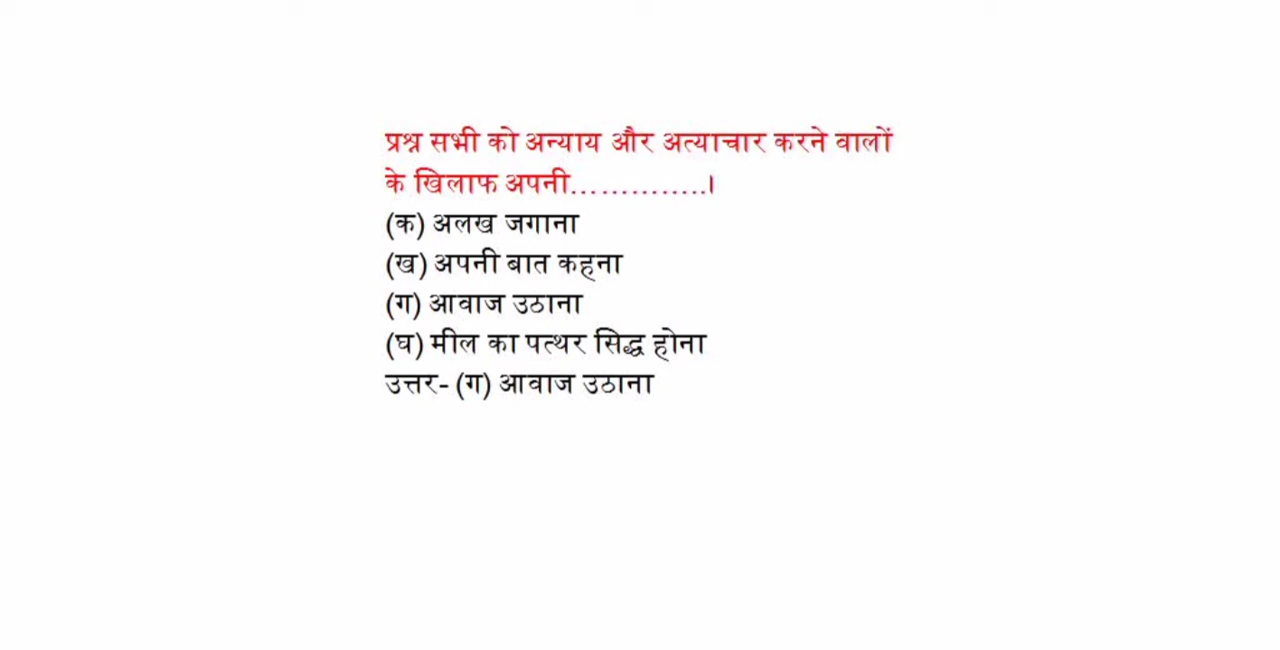 प्रश्न सभी को अन्याय और अत्याचार करने वालों
के खिलाफ अपनी…………..।
(क) अलख जगाना
(ख) अपनी बात कहना
(ग) आवाज उठाना
(घ) मील का पत्थर सिद्ध होना
उत्तर- (ग) आवाज उठाना